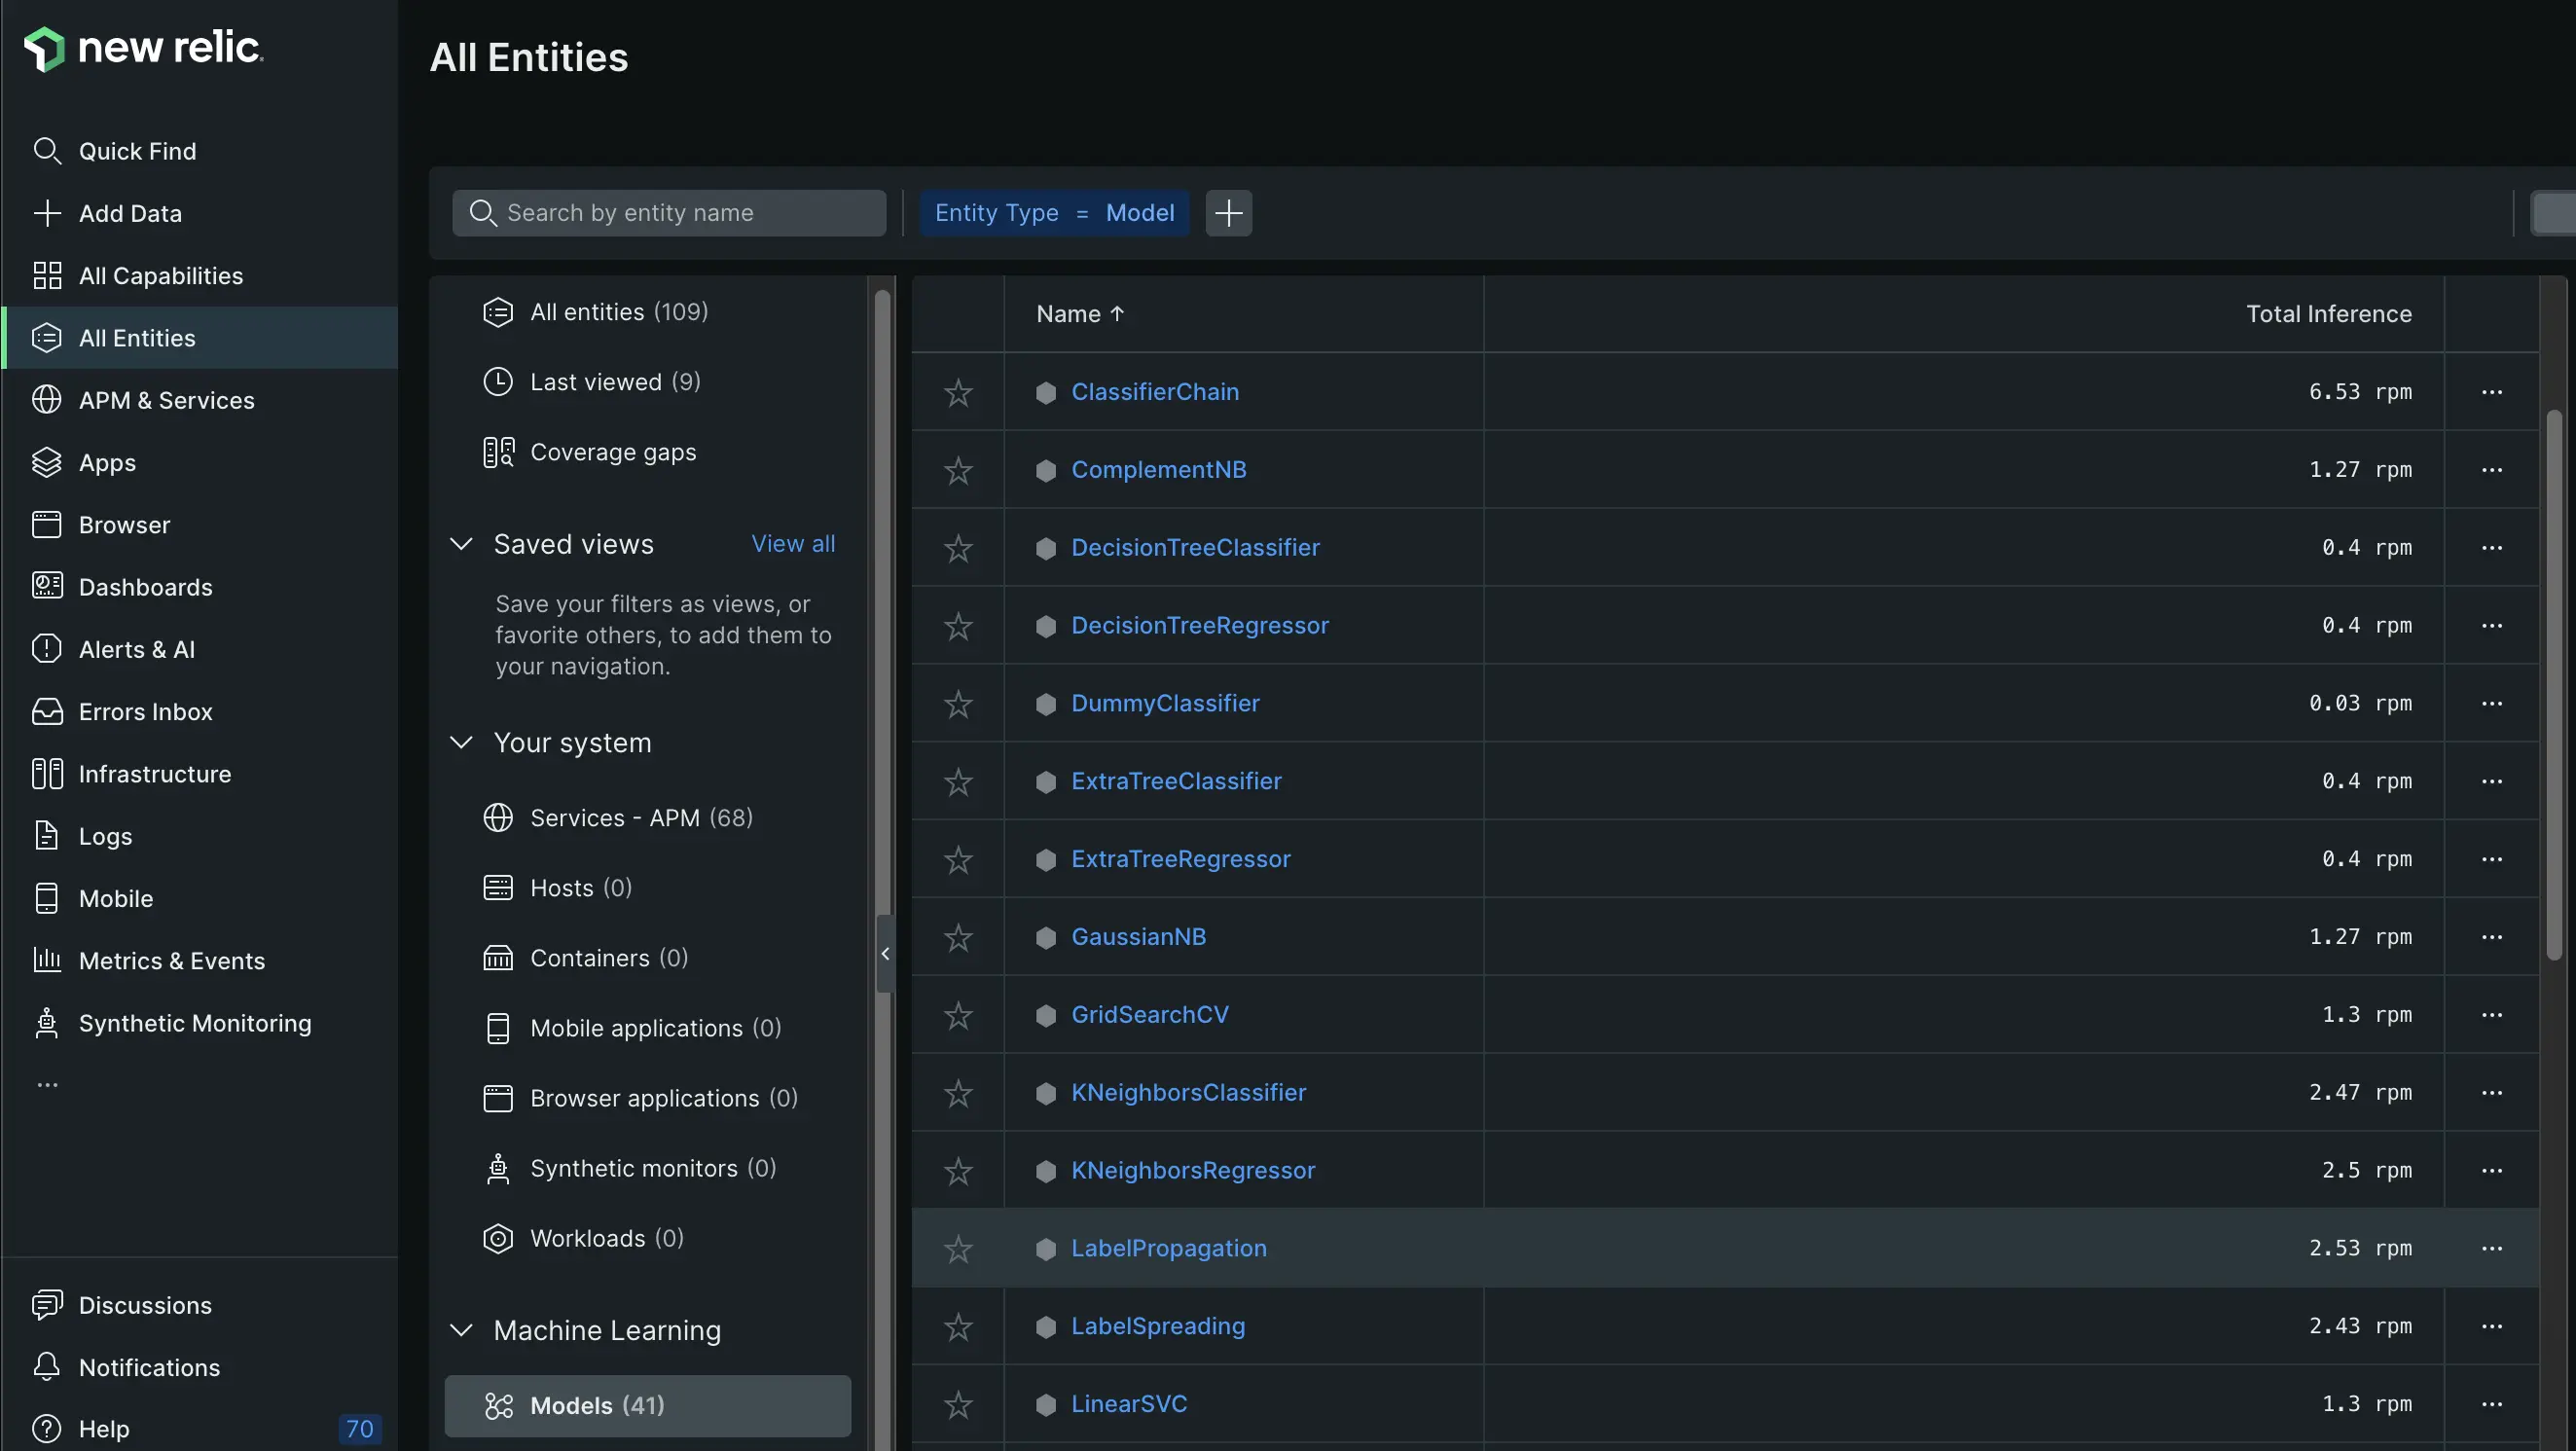 new relic.
Quick Find
Add Data
All Capabilities
All Entities
APM & Services
Apps
Browser
Dashboards
Alerts & AI
Errors Inbox
Infrastructure
Logs
Mobile
Metrics & Events
Synthetic Monitoring
...
Discussions
Notifications
Help 70
All Entities
Search by entity name
Entity Type = Model
All entities (109)
Last viewed (9)
Coverage gaps
Saved views View all
Save your filters as views, or
favorite others, to add them to
your navigation.
Your system
Services - APM (68)
Hosts (0)
Containers (0)
Mobile applications (0)
Browser applications (0)
Synthetic monitors (0)
Workloads (0)
Machine Learning
Models (41)
Name ↑ Total Inference
ClassifierChain 6.53 rpm ...
ComplementNB 1.27 rpm ...
DecisionTreeClassifier 0.4 rpm ...
DecisionTreeRegressor 0.4 rpm ...
DummyClassifier 0.03 rpm ...
ExtraTreeClassifier 0.4 rpm ...
ExtraTreeRegressor 0.4 rpm ...
GaussianNB 1.27 rpm ...
GridSearchCV 1.3 rpm ...
KNeighborsClassifier 2.47 rpm ...
KNeighborsRegressor 2.5 rpm ...
LabelPropagation 2.53 rpm ...
LabelSpreading 2.43 rpm ...
LinearSVC 1.3 rpm ...